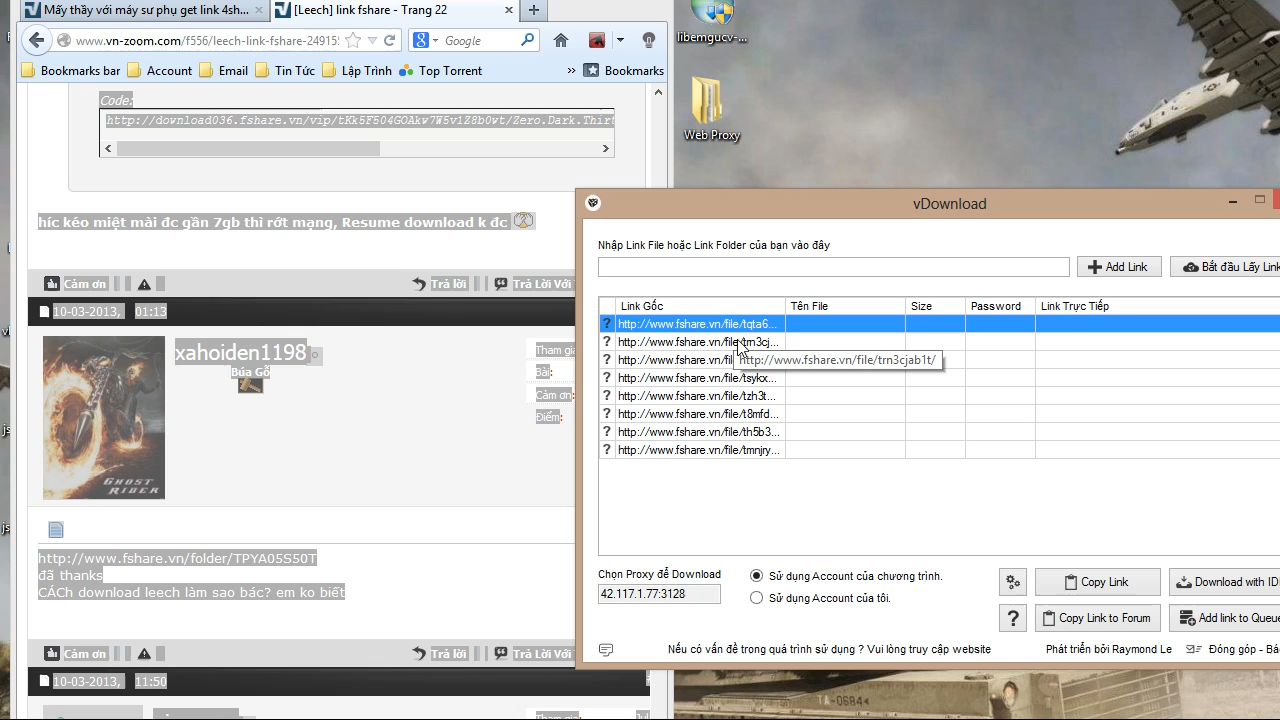 Mấy thầy với máy sư phụ get link 4sh...
[Leech] link fshare - Trang 22
www.vn-zoom.com/f556/leech-link-fshare-24915
Google
Bookmarks bar
Account
Email
Tin Tức
Lập Trình
Top Torrent
»
Bookmarks
libemgucv-...
Web Proxy
Code:
http://download036.fshare.vn/vip/tKk5F504GOAkv7W5v1Z8b0vt/Zero.Dark.Thirt
híc kéo miệt mài đc gần 7gb thì rớt mạng, Resume download k đc
Cảm ơn
Trả lời
Trả Lời Với
10-03-2013, 01:13
xahoiden1198
Búa Gỗ
Tham gia
Bài:
Cảm ơn:
Điểm:
GHOST
RIDER
http://www.fshare.vn/folder/TPYA05S50T
đã thanks
CÁCh download leech làm sao bác? em ko biết
Cảm ơn
Trả lời
Trả Lời Với
10-03-2013, 11:50
vDownload
Nhập Link File hoặc Link Folder của bạn vào đây
Add Link
Bắt đầu Lấy Link
Link Gốc
Tên File
Size
Password
Link Trực Tiếp
? http://www.fshare.vn/file/tqta6...
? http://www.fshare.vn/file/trn3cj...
? http://www.fshare.vn/fil
http://www.fshare.vn/file/trn3cjab1t/
? http://www.fshare.vn/file/tsykx...
? http://www.fshare.vn/file/tzh3t...
? http://www.fshare.vn/file/t8mfd...
? http://www.fshare.vn/file/th5b3...
? http://www.fshare.vn/file/tmnjry...
Chọn Proxy để Download
42.117.1.77:3128
Sử dụng Account của chương trình.
Sử dụng Account của tôi.
Copy Link
Download with ID
?
Copy Link to Forum
Add link to Queue
Nếu có vấn đề trong quá trình sử dụng ? Vui lòng truy cập website
Phát triển bởi Raymond Le
Đóng góp - Bá